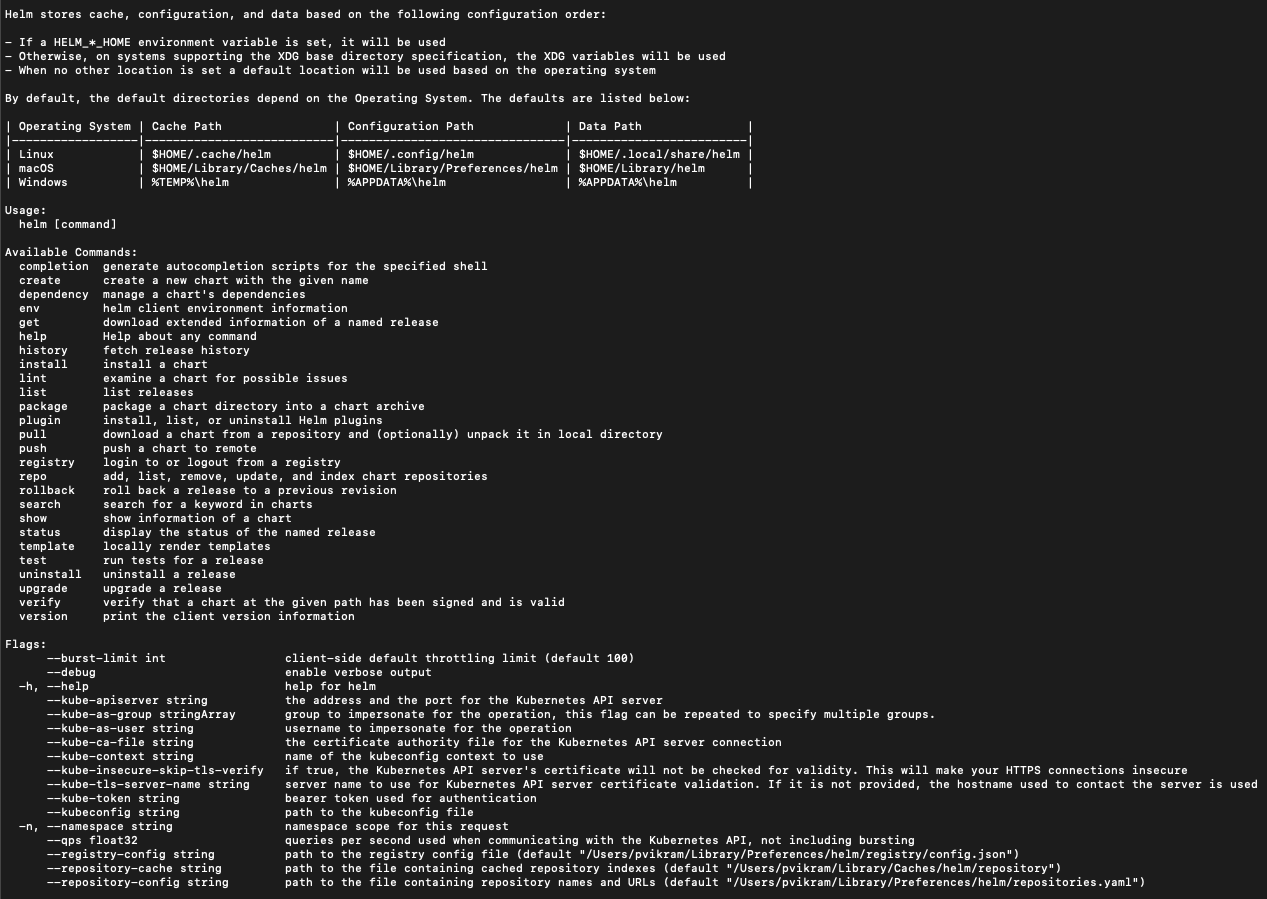 Helm stores cache, configuration, and data based on the following configuration order:

– If a HELM_*_HOME environment variable is set, it will be used
– Otherwise, on systems supporting the XDG base directory specification, the XDG variables will be used
– When no other location is set a default location will be used based on the operating system

By default, the default directories depend on the Operating System. The defaults are listed below:

| Operating System | Cache Path                | Configuration Path             | Data Path               |
|------------------|---------------------------|--------------------------------|-------------------------|
| Linux            | $HOME/.cache/helm         | $HOME/.config/helm             | $HOME/.local/share/helm |
| macOS            | $HOME/Library/Caches/helm | $HOME/Library/Preferences/helm | $HOME/Library/helm      |
| Windows          | %TEMP%\helm               | %APPDATA%\helm                 | %APPDATA%\helm          |

Usage:
  helm [command]

Available Commands:
  completion  generate autocompletion scripts for the specified shell
  create      create a new chart with the given name
  dependency  manage a chart's dependencies
  env         helm client environment information
  get         download extended information of a named release
  help        Help about any command
  history     fetch release history
  install     install a chart
  lint        examine a chart for possible issues
  list        list releases
  package     package a chart directory into a chart archive
  plugin      install, list, or uninstall Helm plugins
  pull        download a chart from a repository and (optionally) unpack it in local directory
  push        push a chart to remote
  registry    login to or logout from a registry
  repo        add, list, remove, update, and index chart repositories
  rollback    roll back a release to a previous revision
  search      search for a keyword in charts
  show        show information of a chart
  status      display the status of the named release
  template    locally render templates
  test        run tests for a release
  uninstall   uninstall a release
  upgrade     upgrade a release
  verify      verify that a chart at the given path has been signed and is valid
  version     print the client version information

Flags:
      --burst-limit int                 client-side default throttling limit (default 100)
      --debug                           enable verbose output
  -h, --help                            help for helm
      --kube-apiserver string           the address and the port for the Kubernetes API server
      --kube-as-group stringArray       group to impersonate for the operation, this flag can be repeated to specify multiple groups.
      --kube-as-user string             username to impersonate for the operation
      --kube-ca-file string             the certificate authority file for the Kubernetes API server connection
      --kube-context string             name of the kubeconfig context to use
      --kube-insecure-skip-tls-verify   if true, the Kubernetes API server's certificate will not be checked for validity. This will make your HTTPS connections insecure
      --kube-tls-server-name string     server name to use for Kubernetes API server certificate validation. If it is not provided, the hostname used to contact the server is used
      --kube-token string               bearer token used for authentication
      --kubeconfig string               path to the kubeconfig file
  -n, --namespace string                namespace scope for this request
      --qps float32                     queries per second used when communicating with the Kubernetes API, not including bursting
      --registry-config string          path to the registry config file (default "/Users/pvikram/Library/Preferences/helm/registry/config.json")
      --repository-cache string         path to the file containing cached repository indexes (default "/Users/pvikram/Library/Caches/helm/repository")
      --repository-config string        path to the file containing repository names and URLs (default "/Users/pvikram/Library/Preferences/helm/repositories.yaml")